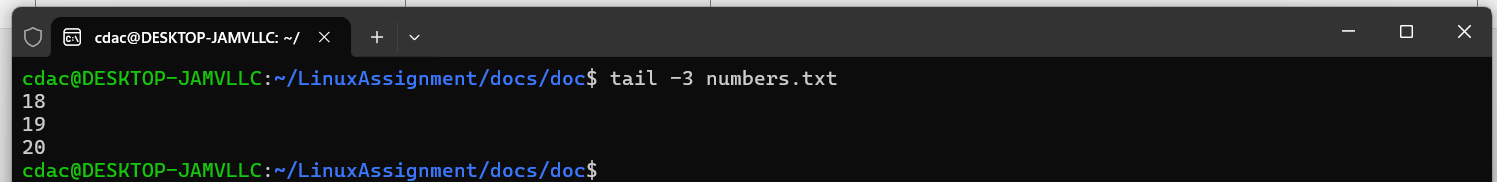 cdac@DESKTOP-JAMVLLC: ~/
cdac@DESKTOP-JAMVLLC:~/LinuxAssignment/docs/doc$ tail -3 numbers.txt
18
19
20
cdac@DESKTOP-JAMVLLC:~/LinuxAssignment/docs/doc$